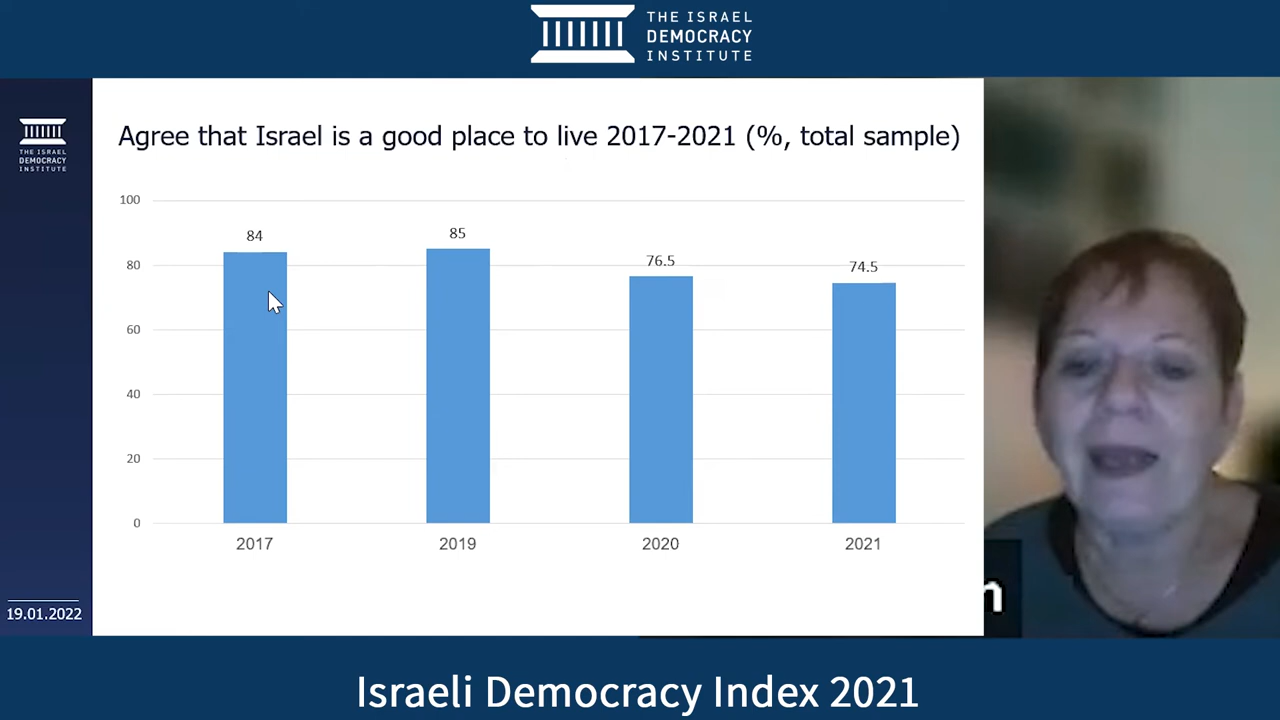 THE ISRAEL
DEMOCRACY
INSTITUTE
THE ISRAEL
DEMOCRACY
INSTITUTE
Agree that Israel is a good place to live 2017-2021 (%, total sample)
100
80
60
40
20
0
84
85
76.5
74.5
2017
2019
2020
2021
19.01.2022
n
Israeli Democracy Index 2021